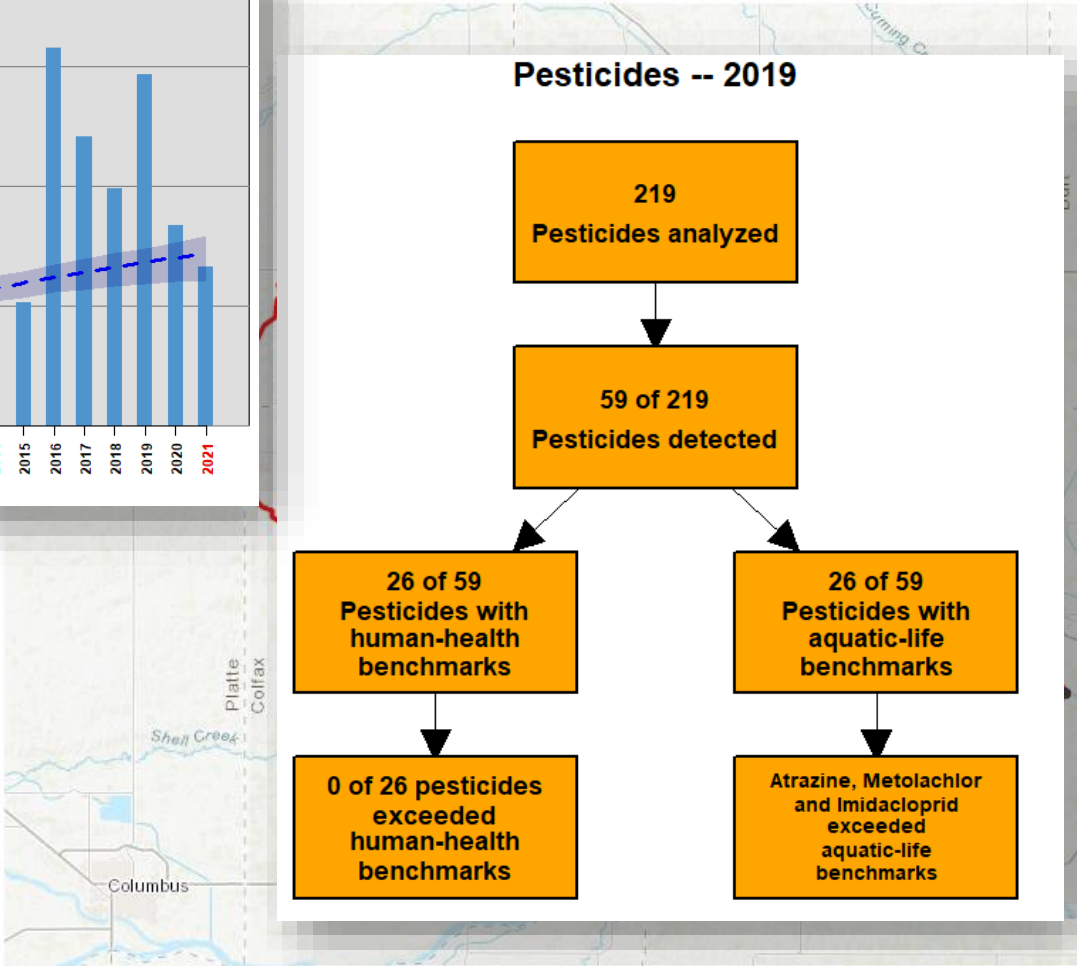 Cuming C
Pesticides -- 2019
219
Pesticides analyzed
59 of 219
Pesticides detected
26 of 59
Pesticides with
human-health
benchmarks
26 of 59
Pesticides with
aquatic-life
benchmarks
0 of 26 pesticides
exceeded
human-health
benchmarks
Atrazine, Metolachlor
and Imidacloprid
exceeded
aquatic-life
benchmarks
2015
2016
2017
2018
2019
2020
2021
Platte
Colfax
Shell Creek
Columbus